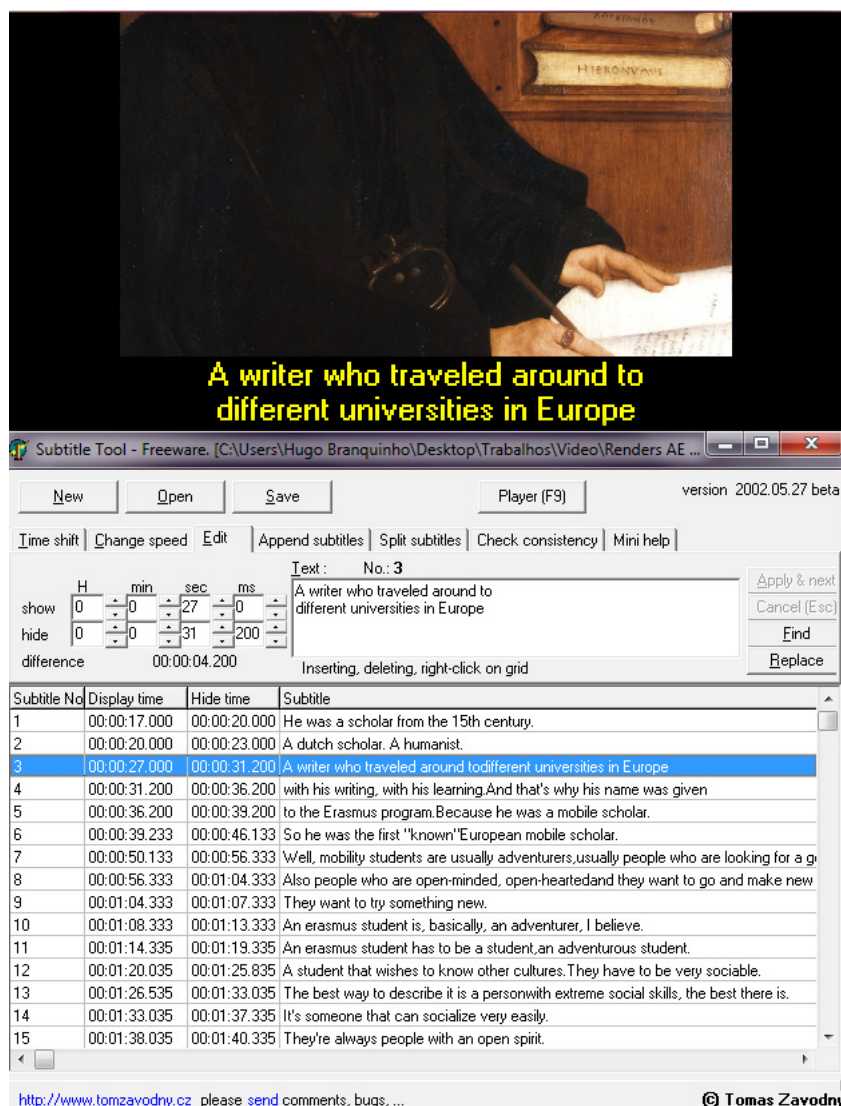 HIERONYMVS
A writer who traveled around to
different universities in Europe
Subtitle Tool - Freeware. [C:\Users\Hugo Branquinho\Desktop\Trabalhos\Video\Renders AE ...
New Open Save Player (F9) version 2002.05.27 beta
Time shift Change speed Edit Append subtitles Split subtitles Check consistency Mini help
Text : No.: 3
H min sec ms
show 0 0 27 0
hide 0 0 31 200
difference 00:00:04.200
A writer who traveled around to
different universities in Europe
Apply & next
Cancel (Esc)
Find
Replace
Inserting, deleting, right-click on grid
Subtitle No Display time Hide time Subtitle
1 00:00:17.000 00:00:20.000 He was a scholar from the 15th century.
2 00:00:20.000 00:00:23.000 A dutch scholar. A humanist.
3 00:00:27.000 00:00:31.200 A writer who traveled around todifferent universities in Europe
4 00:00:31.200 00:00:36.200 with his writing, with his learning.And that's why his name was given
5 00:00:36.200 00:00:39.200 to the Erasmus program.Because he was a mobile scholar.
6 00:00:39.233 00:00:46.133 So he was the first "known"European mobile scholar.
7 00:00:50.133 00:00:56.333 Well, mobility students are usually adventurers,usually people who are looking for a g
8 00:00:56.333 00:01:04.333 Also people who are open-minded, open-heartedand they want to go and make new
9 00:01:04.333 00:01:07.333 They want to try something new.
10 00:01:08.333 00:01:13.333 An erasmus student is, basically, an adventurer, I believe.
11 00:01:14.335 00:01:19.335 An erasmus student has to be a student,an adventurous student.
12 00:01:20.035 00:01:25.835 A student that wishes to know other cultures.They have to be very sociable.
13 00:01:26.535 00:01:33.035 The best way to describe it is a personwith extreme social skills, the best there is.
14 00:01:33.035 00:01:37.335 It's someone that can socialize very easily.
15 00:01:38.035 00:01:40.335 They're always people with an open spirit.
http://www.tomzavodny.cz please send comments, bugs, ... © Tomas Zavodny